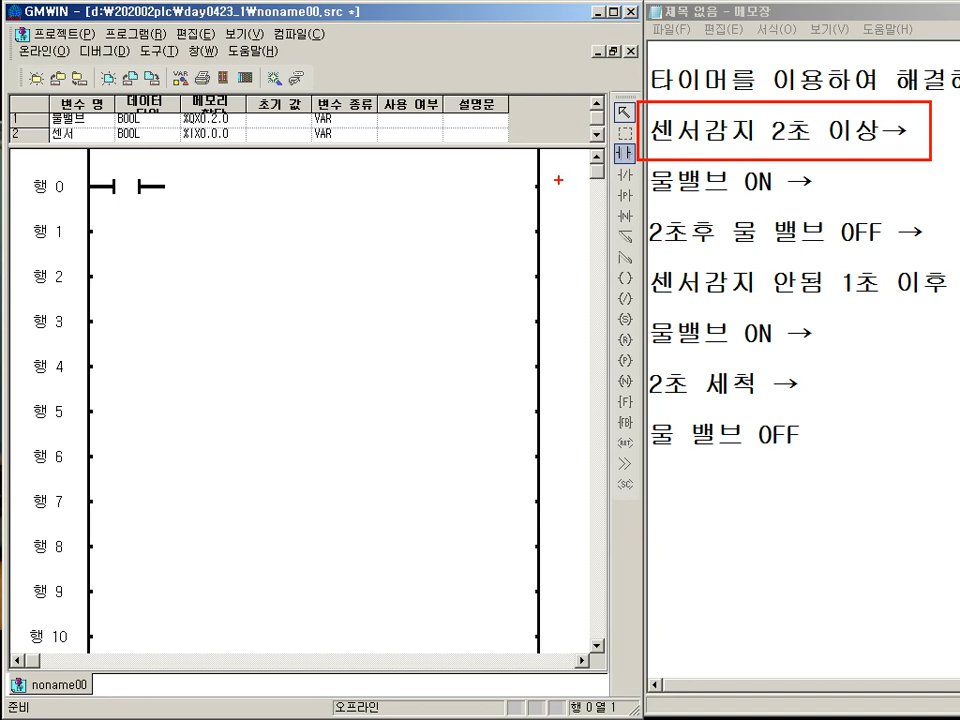 GMWIN - [d:₩202002plc₩day0423_1₩noname00.src *]
프로젝트(P) 프로그램(R) 편집(E) 보기(V) 컴파일(C)
온라인(O) 디버그(D) 도구(T) 창(W) 도움말(H)
변수 명 데이터 메모리 초기 값 변수 종류 사용 여부 설명문
1 물밸브 BOOL %QX0.2.0 VAR
2 센서 BOOL %IX0.0.0 VAR
행 0
행 1
행 2
행 3
행 4
행 5
행 6
행 7
행 8
행 9
행 10
noname00
준비 오프라인 행 0 열 1
제목 없음 - 메모장
파일(F) 편집(E) 서식(O) 보기(V) 도움말(H)
타이머를 이용하여 해결
센서감지 2초 이상→
물밸브 ON →
2초후 물 밸브 OFF →
센서감지 안됨 1초 이후
물밸브 ON →
2초 세척 →
물 밸브 OFF